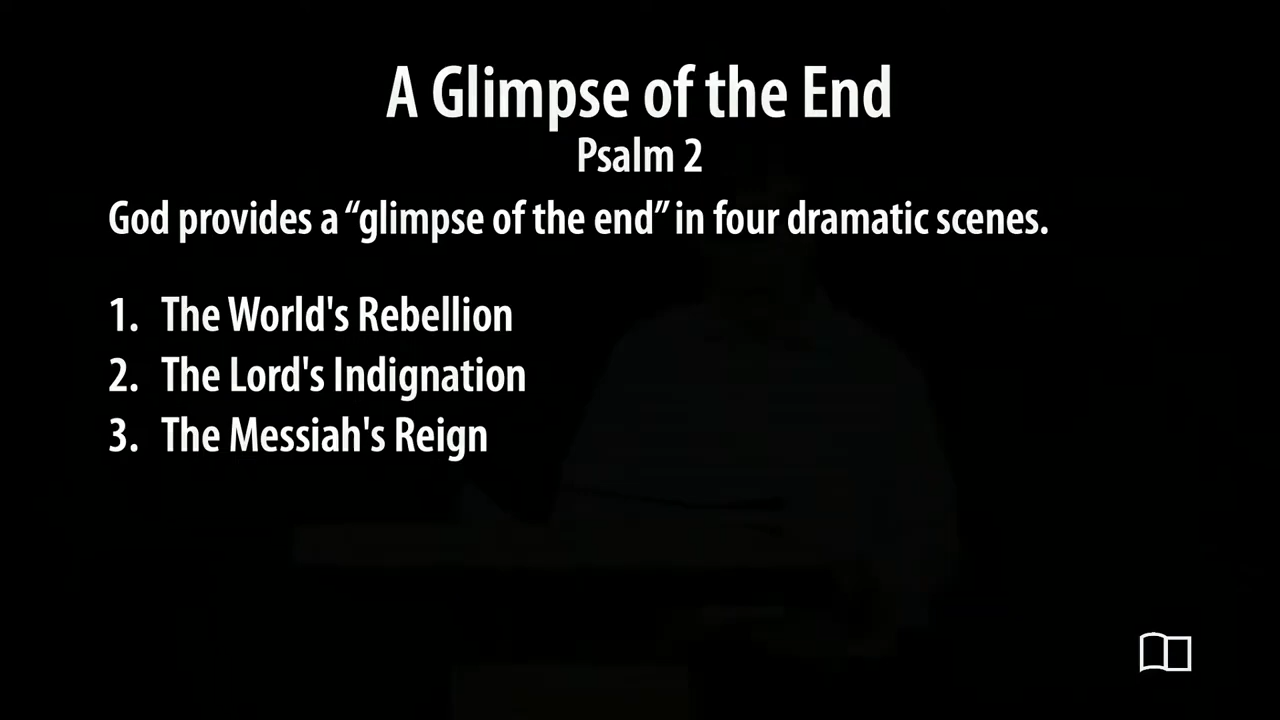 A Glimpse of the End
Psalm 2
God provides a “glimpse of the end” in four dramatic scenes.
1. The World's Rebellion
2. The Lord's Indignation
3. The Messiah's Reign